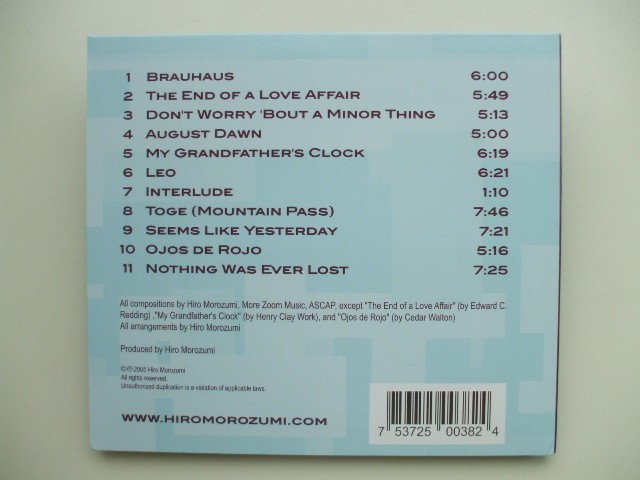 1 BRAUHAUS 6:00
2 THE END OF A LOVE AFFAIR 5:49
3 DON'T WORRY 'BOUT A MINOR THING 5:13
4 AUGUST DAWN 5:00
5 MY GRANDFATHER'S CLOCK 6:19
6 LEO 6:21
7 INTERLUDE 1:10
8 TOGE (MOUNTAIN PASS) 7:46
9 SEEMS LIKE YESTERDAY 7:21
10 OJOS DE ROJO 5:16
11 NOTHING WAS EVER LOST 7:25
All compositions by Hiro Morozumi, More Zoom Music, ASCAP, except "The End of a Love Affair" (by Edward C.
Redding) ,"My Grandfather's Clock" (by Henry Clay Work), and "Ojos de Rojo" (by Cedar Walton)
All arrangements by Hiro Morozumi
Produced by Hiro Morozumi
©℗ 2005 Hiro Morozumi
All rights reserved.
Unauthorized duplication is a violation of applicable laws.
WWW.HIROMOROZUMI.COM
7 53725 00382 4